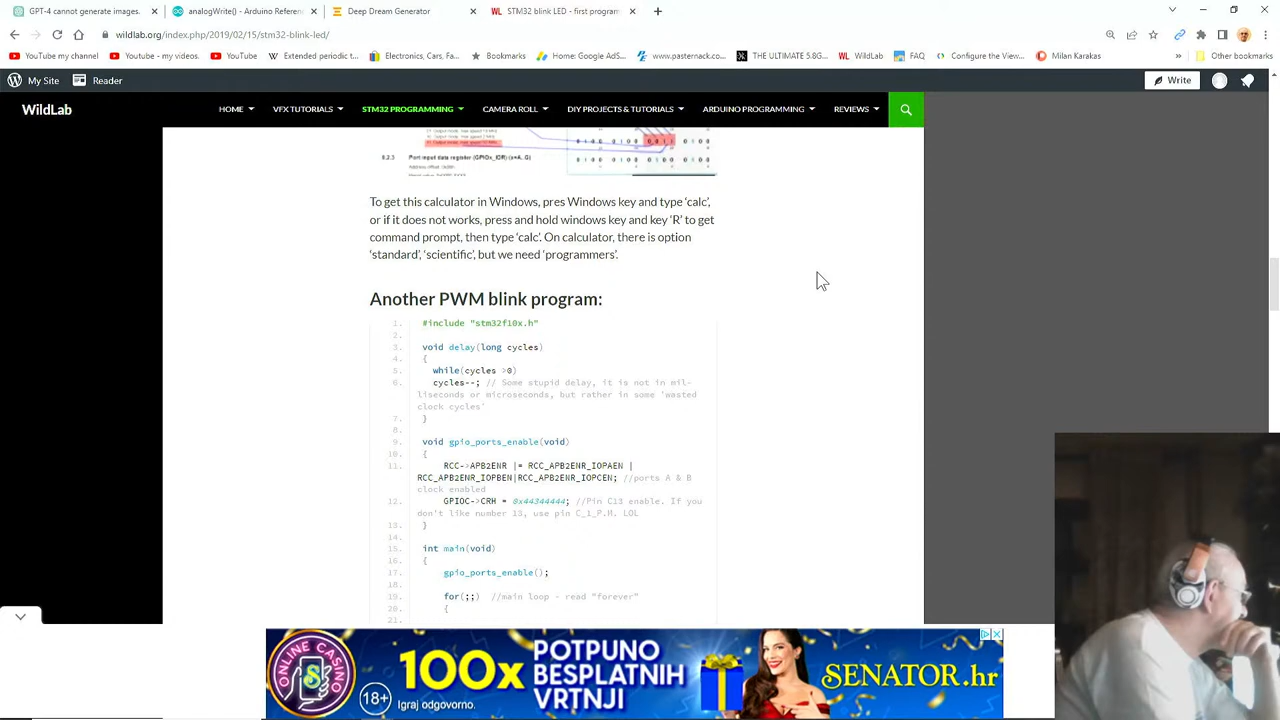 GPT-4 cannot generate images.
analogWrite() - Arduino Referenc
Deep Dream Generator
STM32 blink LED - first program
wildlab.org/index.php/2019/02/15/stm32-blink-led/
YouTube my channel
Youtube - my videos.
YouTube
Extended periodic t...
Electronics, Cars, Fa...
Bookmarks
Home: Google AdS...
www.pasternack.co...
THE ULTIMATE 5.8G...
WildLab
FAQ
Configure the View...
Milan Karakas
Other bookmarks
My Site
Reader
Write
WildLab
HOME
VFX TUTORIALS
STM32 PROGRAMMING
CAMERA ROLL
DIY PROJECTS & TUTORIALS
ARDUINO PROGRAMMING
REVIEWS
8.2.3 Port input data register (GPIOx_IDR) (x=A..G)
To get this calculator in Windows, pres Windows key and type ‘calc’,
or if it does not works, press and hold windows key and key ‘R’ to get
command prompt, then type ‘calc’. On calculator, there is option
‘standard’, ‘scientific’, but we need ‘programmers’.
Another PWM blink program:
1. #include "stm32f10x.h"
2.
3. void delay(long cycles)
4. {
5. while(cycles >0)
6. cycles--; // Some stupid delay, it is not in mil-
liseconds or microseconds, but rather in some 'wasted
clock cycles'
7. }
8.
9. void gpio_ports_enable(void)
10. {
11. RCC->APB2ENR |= RCC_APB2ENR_IOPAEN |
RCC_APB2ENR_IOPBEN|RCC_APB2ENR_IOPCEN; //ports A & B
clock enabled
12. GPIOC->CRH = 0x44344444; //Pin C13 enable. If you
don't like number 13, use pin C_1_P.M. LOL
13. }
14.
15. int main(void)
16. {
17. gpio_ports_enable();
18.
19. for(;;) //main loop - read "forever"
20. {
21.
ONLINE CASINO
18+
100x
POTPUNO
BESPLATNIH
VRTNJI
Igraj odgovorno.
SENATOR.hr